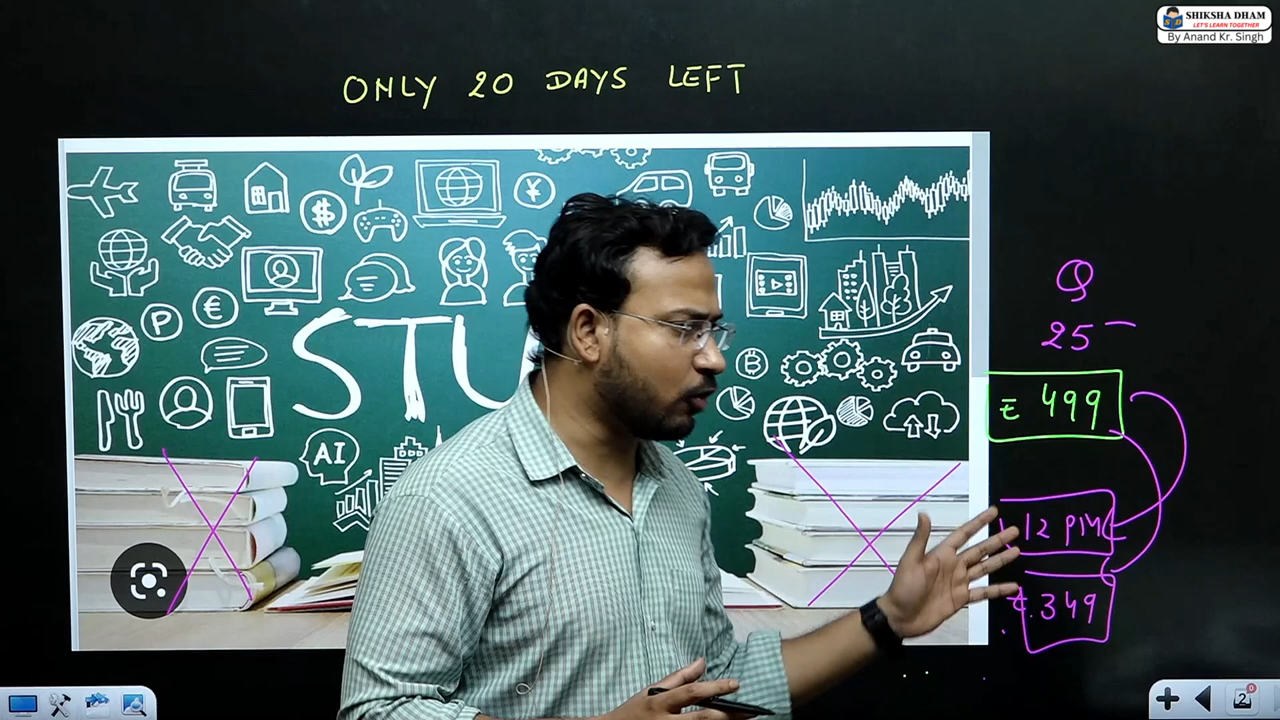 SHIKSHA DHAM
LET'S LEARN TOGETHER
By Anand Kr. Singh
ONLY 20 DAYS LEFT
STU
AI
Q
25
₹ 499
12 PM
₹ 349
2